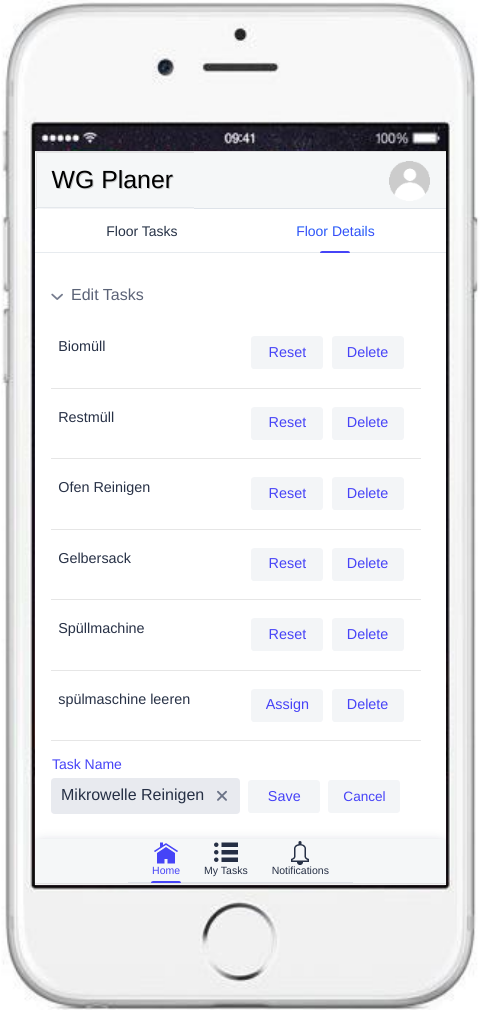 09:41 100%
WG Planer
Floor Tasks Floor Details
Edit Tasks
Biomüll Reset Delete
Restmüll Reset Delete
Ofen Reinigen Reset Delete
Gelbersack Reset Delete
Spüllmachine Reset Delete
spülmaschine leeren Assign Delete
Task Name
Mikrowelle Reinigen Save Cancel
Home My Tasks Notifications